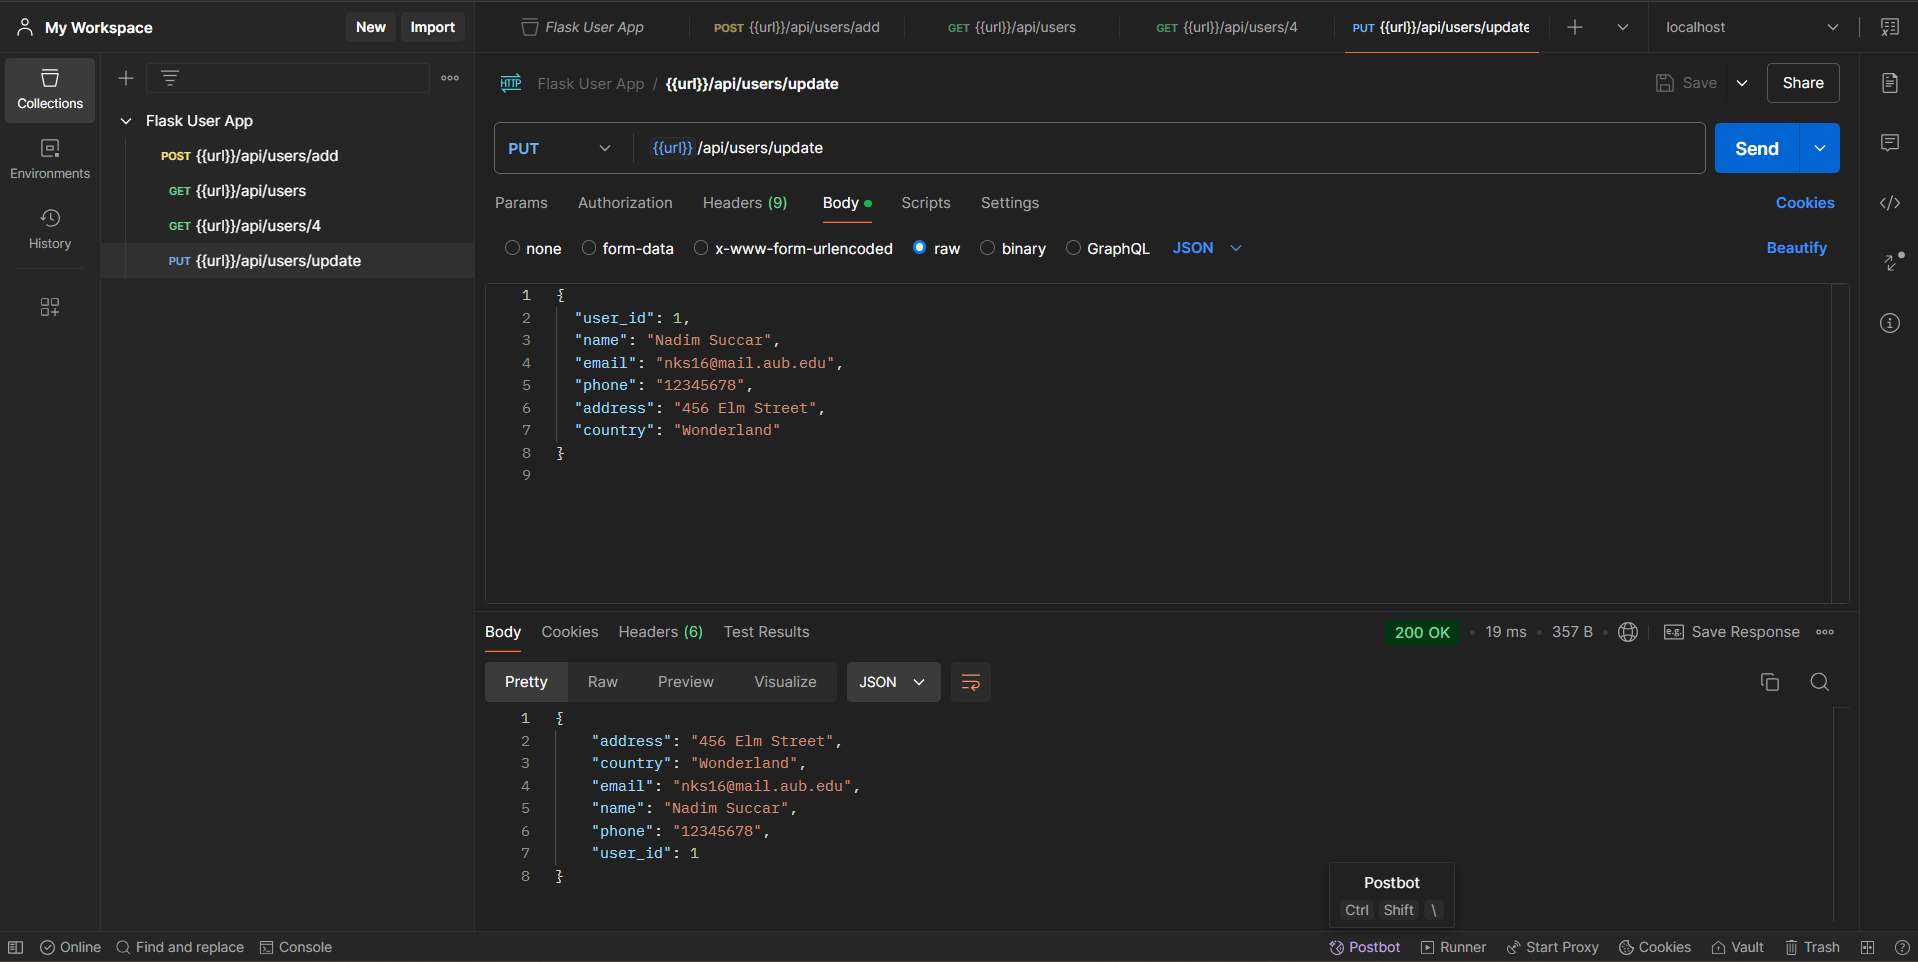 My Workspace
New
Import
Flask User App
POST {{url}}/api/users/add
GET {{url}}/api/users
GET {{url}}/api/users/4
PUT {{url}}/api/users/update
localhost
Collections
Environments
History
Flask User App
POST {{url}}/api/users/add
GET {{url}}/api/users
GET {{url}}/api/users/4
PUT {{url}}/api/users/update
HTTP
Flask User App / {{url}}/api/users/update
Save
Share
PUT
{{url}} /api/users/update
Send
Params
Authorization
Headers (9)
Body
Scripts
Settings
Cookies
none
form-data
x-www-form-urlencoded
raw
binary
GraphQL
JSON
Beautify
1 {
2 "user_id": 1,
3 "name": "Nadim Succar",
4 "email": "nks16@mail.aub.edu",
5 "phone": "12345678",
6 "address": "456 Elm Street",
7 "country": "Wonderland"
8 }
9
Body
Cookies
Headers (6)
Test Results
200 OK
19 ms
357 B
e.g. Save Response
Pretty
Raw
Preview
Visualize
JSON
1 {
2 "address": "456 Elm Street",
3 "country": "Wonderland",
4 "email": "nks16@mail.aub.edu",
5 "name": "Nadim Succar",
6 "phone": "12345678",
7 "user_id": 1
8 }
Postbot
Ctrl Shift \
Online
Find and replace
Console
Postbot
Runner
Start Proxy
Cookies
Vault
Trash